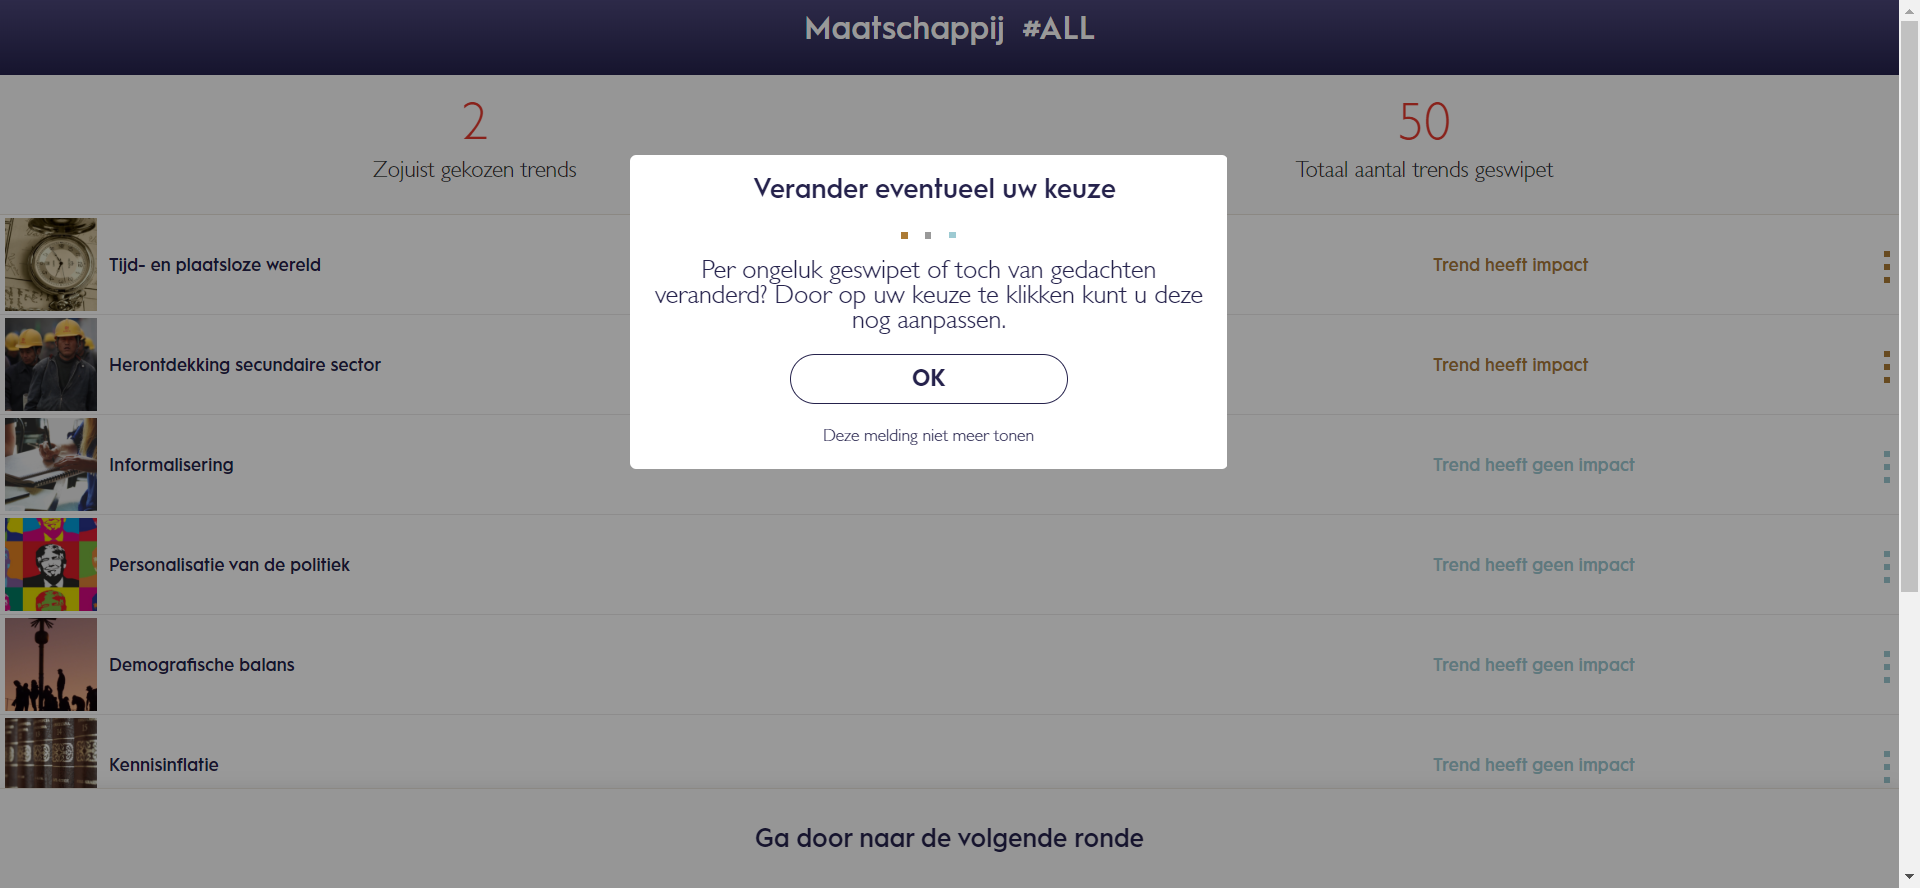 Maatschappij #ALL
2
Zojuist gekozen trends
50
Totaal aantal trends geswipet
Verander eventueel uw keuze
Per ongeluk geswipet of toch van gedachten
veranderd? Door op uw keuze te klikken kunt u deze
nog aanpassen.
OK
Deze melding niet meer tonen
Tijd- en plaatsloze wereld
Trend heeft impact
Herontdekking secundaire sector
Trend heeft impact
Informalisering
Trend heeft geen impact
Personalisatie van de politiek
Trend heeft geen impact
Demografische balans
Trend heeft geen impact
Kennisinflatie
Trend heeft geen impact
Ga door naar de volgende ronde